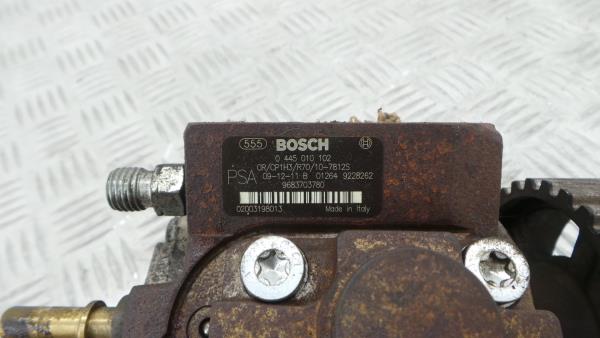 555 BOSCH
0 445 010 102
CR/CP1H3/R70/10-7812S
PSA 09-12-11 B 01264 9228262
9683703780
02003198013 Made in Italy